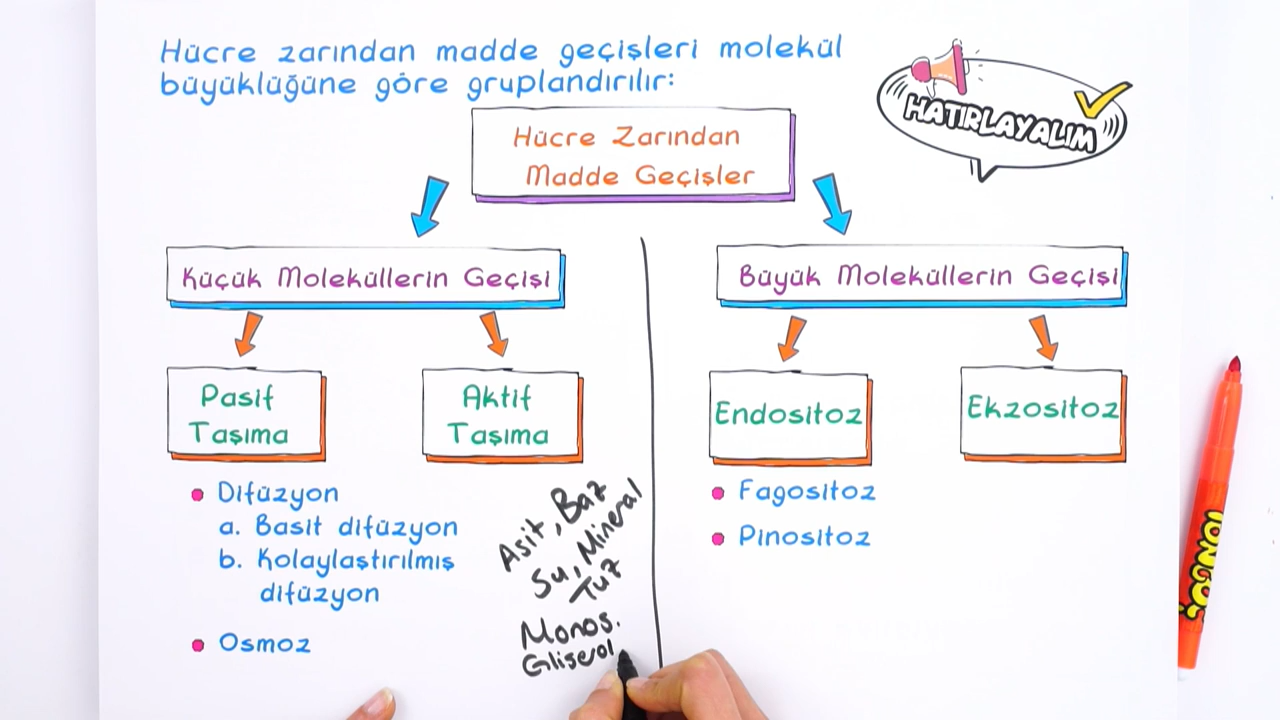 Hücre zarından madde geçişleri molekül
büyüklüğüne göre gruplandırılır:
HATIRLAYALIM
Hücre Zarından
Madde Geçişler
Küçük Moleküllerin Geçişi
Büyük Moleküllerin Geçişi
Pasif
Taşıma
Aktif
Taşıma
Endositoz
Ekzositoz
Difüzyon
a. Basit difüzyon
b. Kolaylaştırılmış
difüzyon
Osmoz
Asit, Baz
Su, Mineral
Tuz
Monos.
Gliserol
Fagositoz
Pinositoz